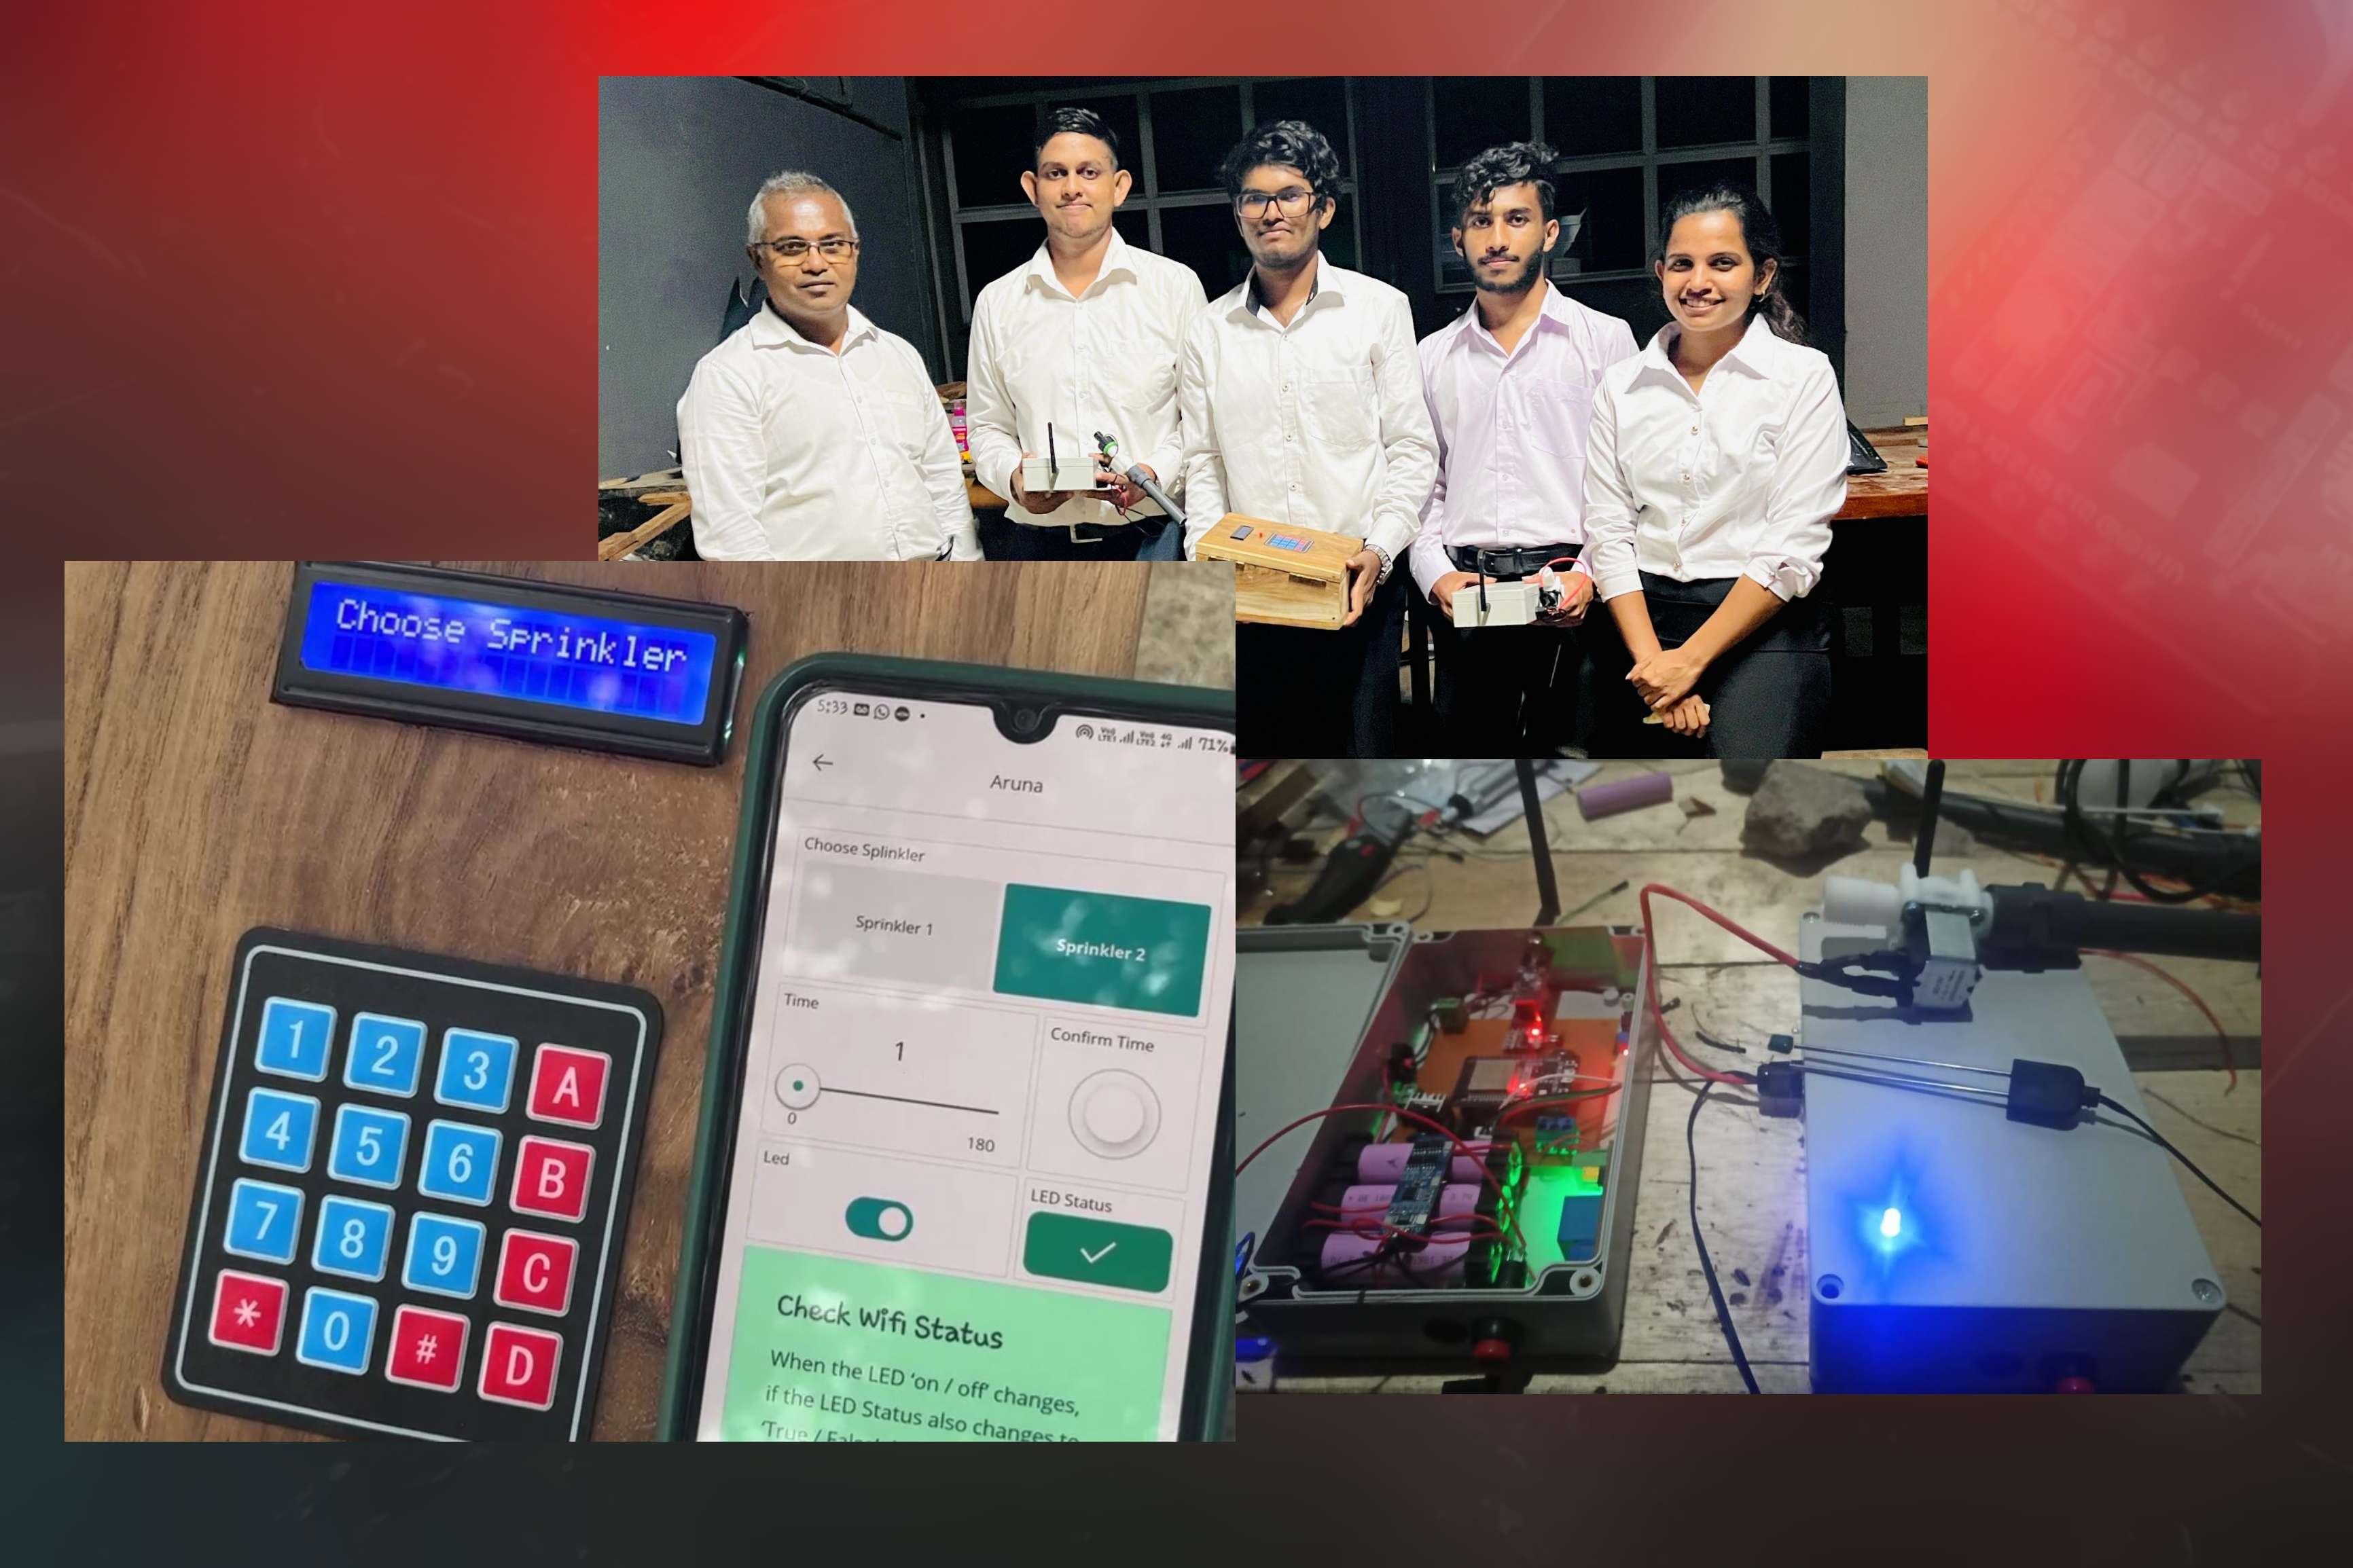 Choose Sprinkler
5:33
71%
Aruna
Choose Splinkler
Sprinkler 1
Sprinkler 2
Time
1
0
180
Confirm Time
Led
LED Status
Check Wifi Status
When the LED 'on / off' changes,
if the LED Status also changes to
'True /
1 2 3 A
4 5 6 B
7 8 9 C
* 0 # D